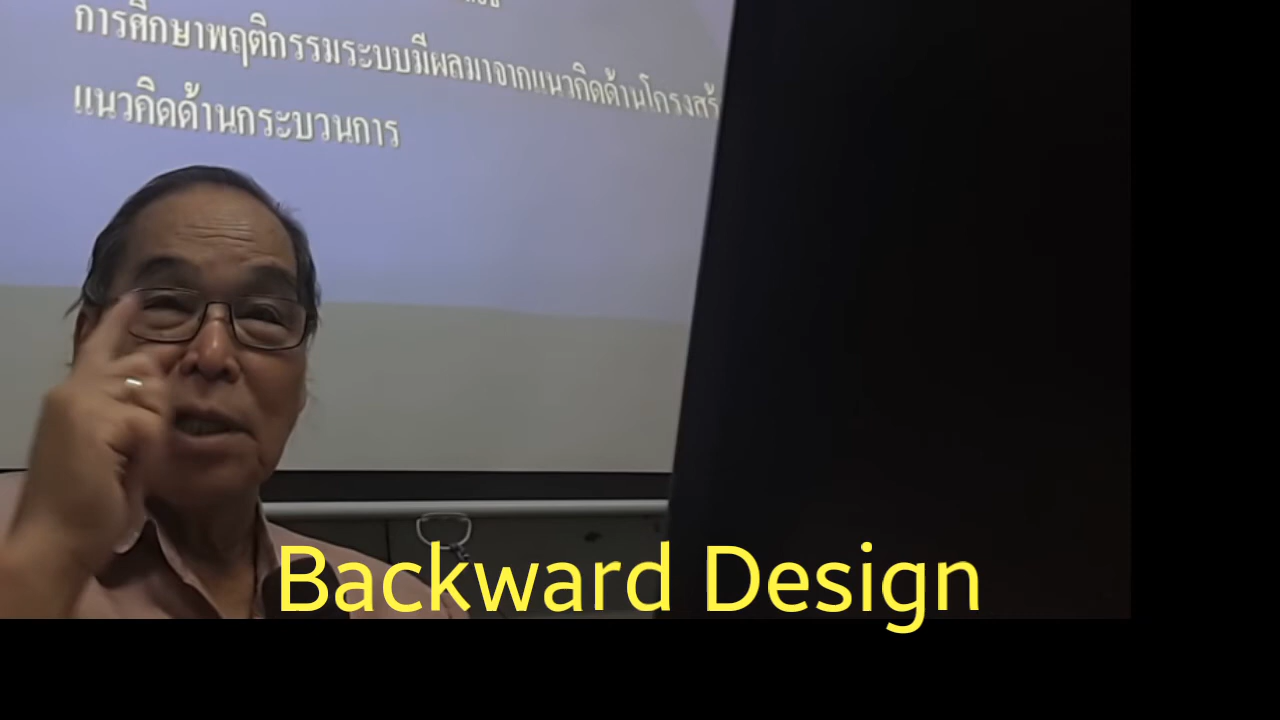 การศึกษาพฤติกรรมระบบมีผลมาจากแนวคิดด้านโครงสร้
แนวคิดด้านกระบวนการ
Backward Design